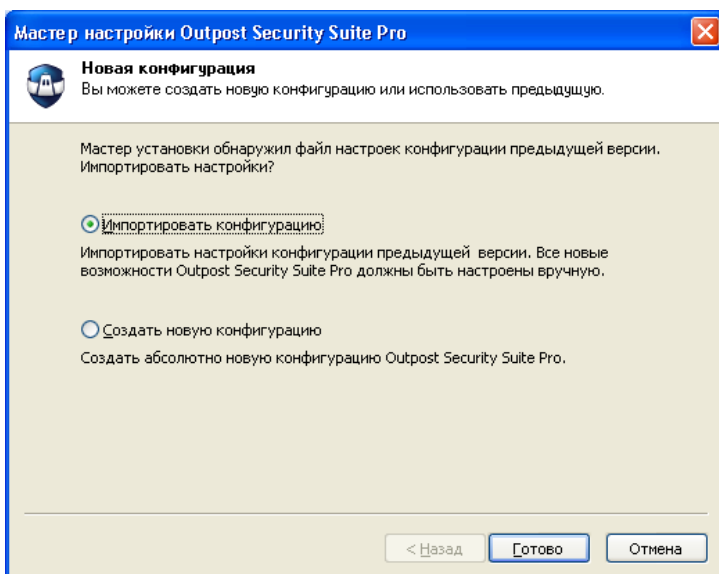 Мастер настройки Outpost Security Suite Pro
Новая конфигурация
Вы можете создать новую конфигурацию или использовать предыдущую.
Мастер установки обнаружил файл настроек конфигурации предыдущей версии.
Импортировать настройки?
Импортировать конфигурацию
Импортировать настройки конфигурации предыдущей версии. Все новые
возможности Outpost Security Suite Pro должны быть настроены вручную.
Создать новую конфигурацию
Создать абсолютно новую конфигурацию Outpost Security Suite Pro.
< Назад Готово Отмена